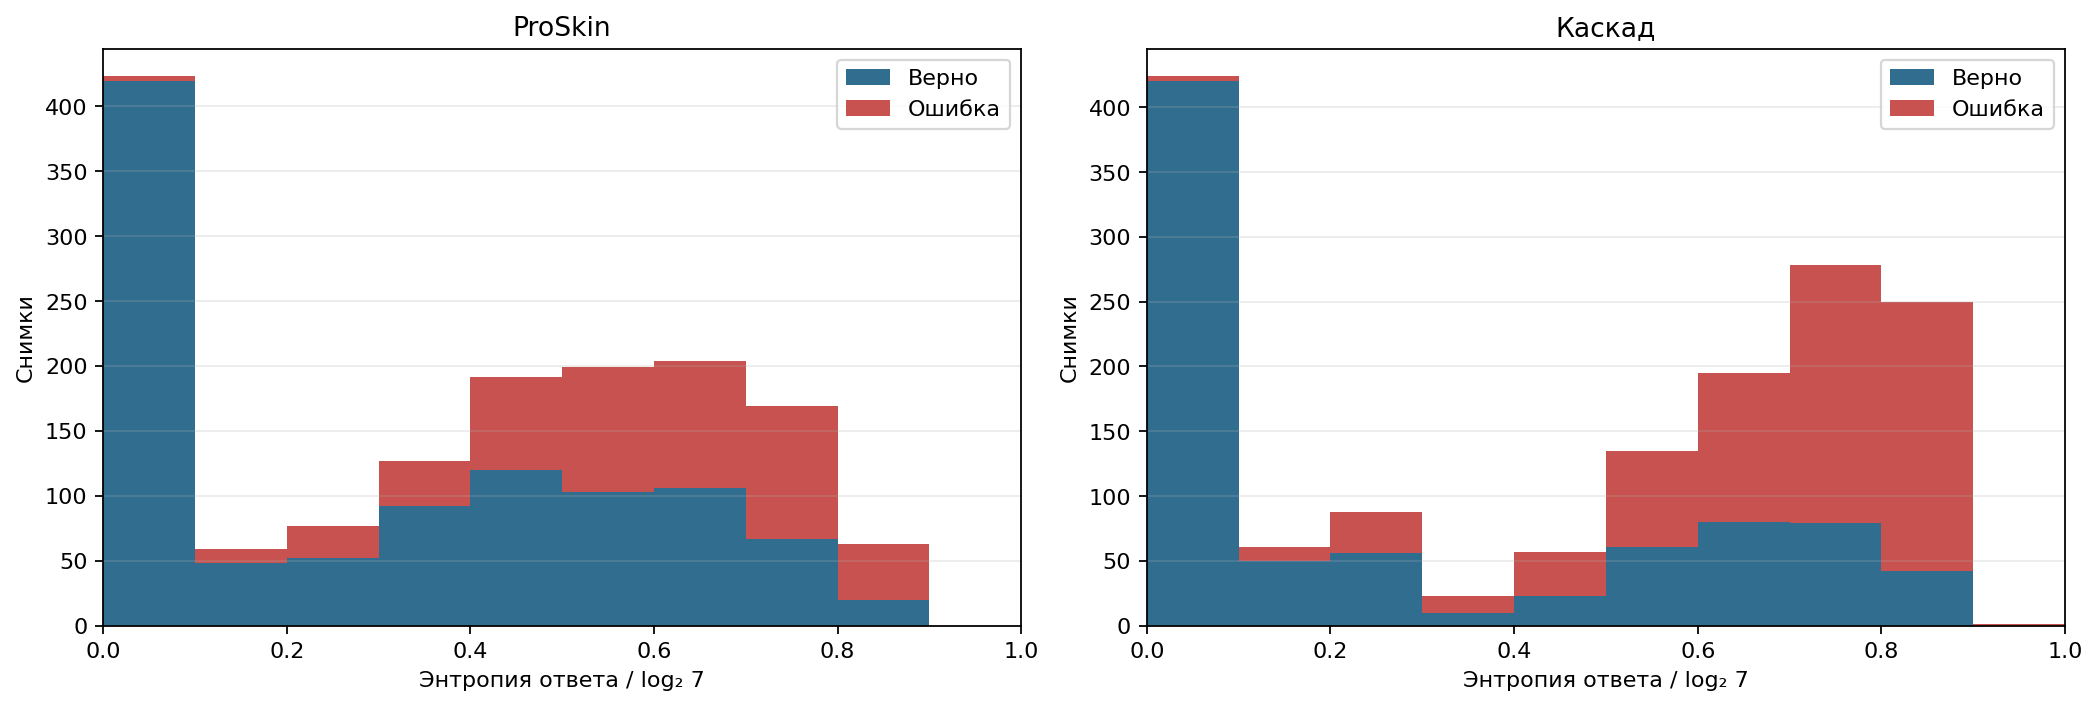 ProSkin
Снимки
400
350
300
250
200
150
100
50
0
Верно
Ошибка
0.0 0.2 0.4 0.6 0.8 1.0
Энтропия ответа / log₂ 7
Каскад
Снимки
400
350
300
250
200
150
100
50
0
Верно
Ошибка
0.0 0.2 0.4 0.6 0.8 1.0
Энтропия ответа / log₂ 7